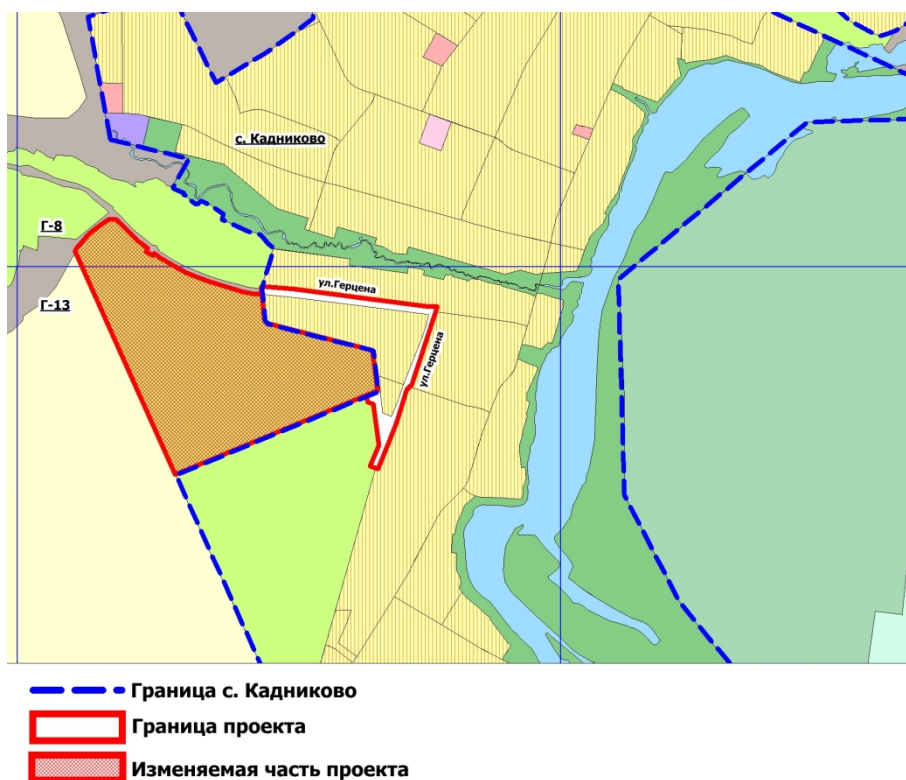 с. Кадниково
Г-8
Г-13
ул.Герцена
ул.Герцена
Граница с. Кадниково
Граница проекта
Изменяемая часть проекта